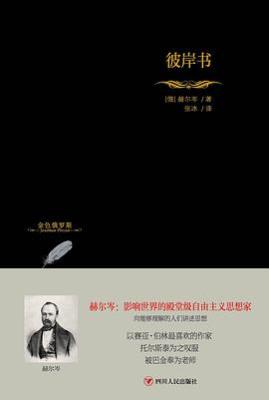 彼岸书
[俄] 赫尔岑 / 著
张冰 / 译
金色俄罗斯
赫尔岑：影响世界的殿堂级自由主义思想家
向能够理解的人们讲述思想
以赛亚·伯林最喜欢的作家
托尔斯泰为之叹服
被巴金奉为老师
赫尔岑
四川人民出版社